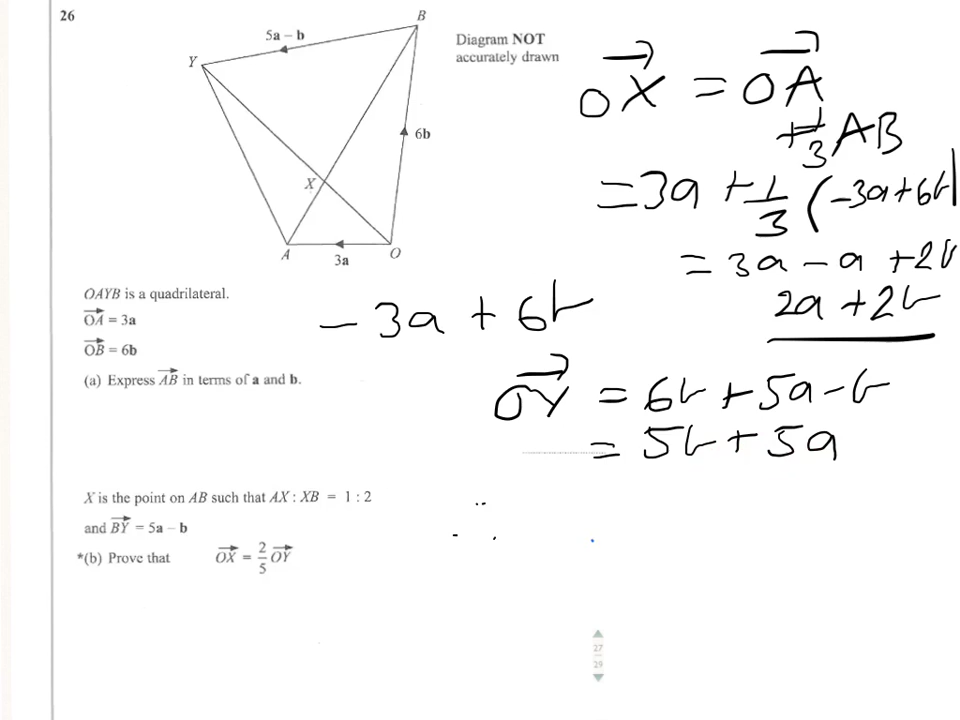 26
B
5a – b
Diagram NOT
accurately drawn
Y
6b
X
A
3a
O
OAYB is a quadrilateral.
OA = 3a
OB = 6b
(a) Express AB in terms of a and b.
X is the point on AB such that AX : XB = 1 : 2
and BY = 5a – b
*(b) Prove that OX = 2/5 OY
OX = OA
+ 1/3 AB
= 3a + 1/3 (-3a+6b)
= 3a - a + 2b
2a + 2b
- 3a + 6b
OY = 6b + 5a - b
= 5b + 5a
27
29